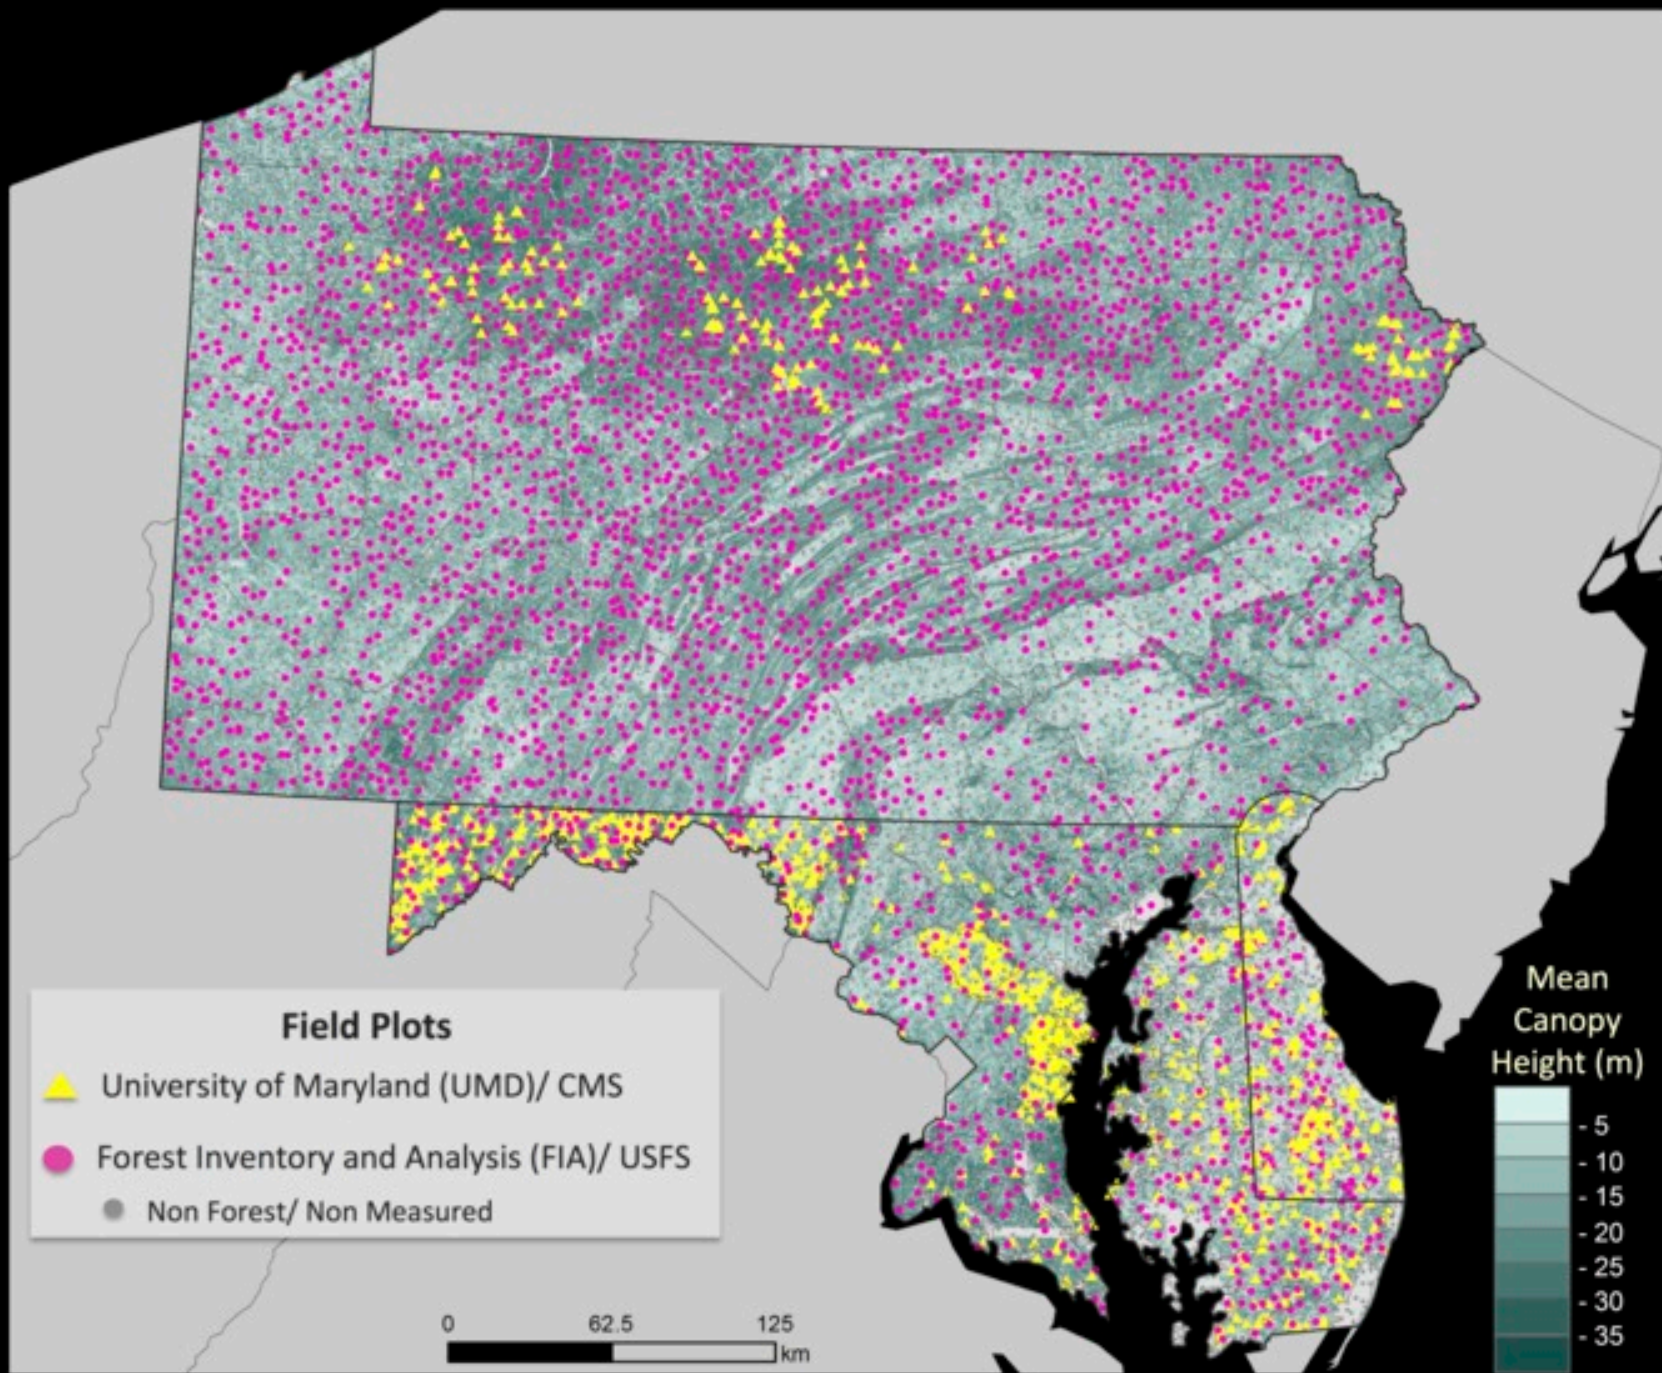 Field Plots
University of Maryland (UMD)/ CMS
Forest Inventory and Analysis (FIA)/ USFS
Non Forest/ Non Measured
0 62.5 125
km
Mean
Canopy
Height (m)
- 5
- 10
- 15
- 20
- 25
- 30
- 35